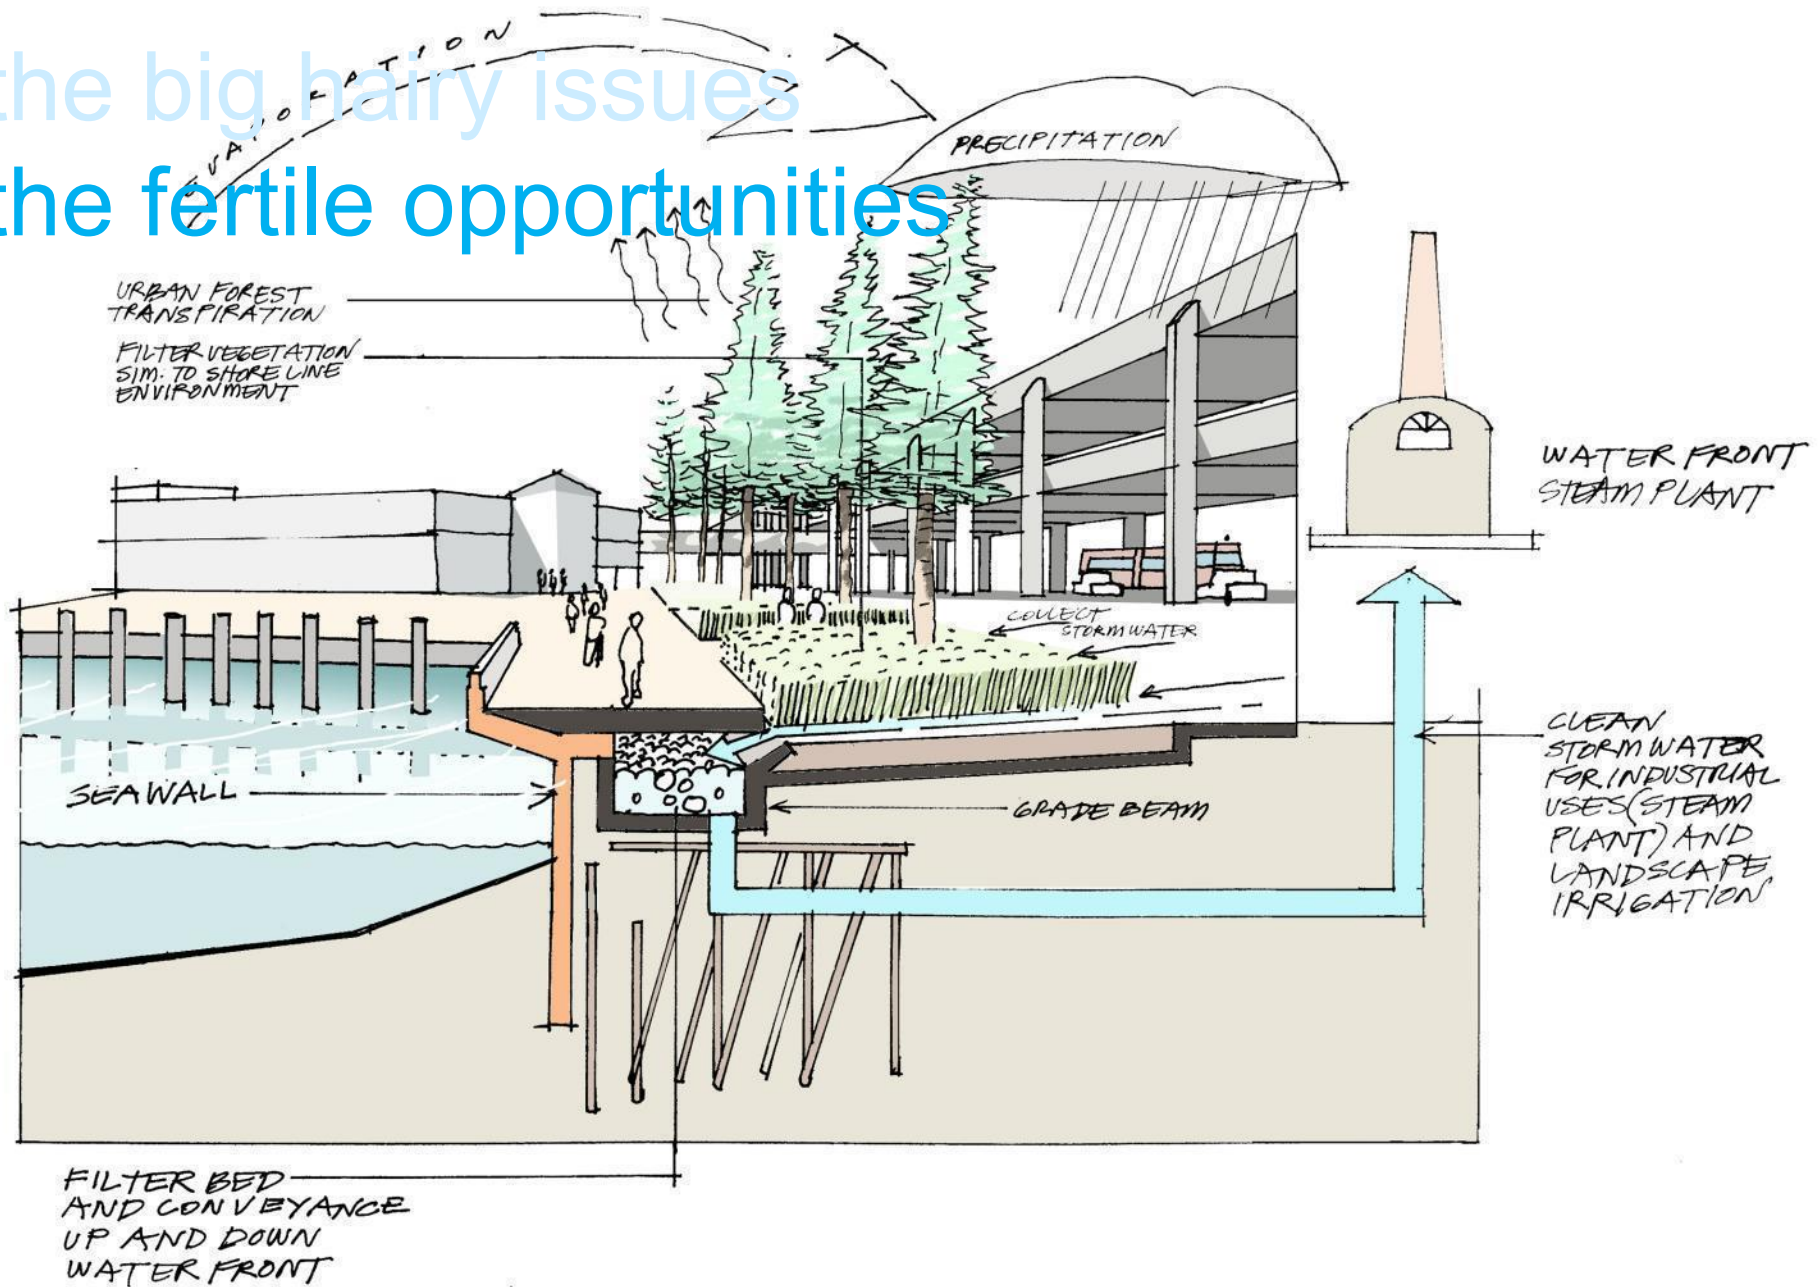 the big hairy issues
the fertile opportunities
EVAPORATION
PRECIPITATION
URBAN FOREST
TRANSPIRATION
FILTER VEGETATION
SIM. TO SHORE LINE
ENVIRONMENT
WATER FRONT
STEAM PLANT
COLLECT
STORMWATER
SEAWALL
GRADE BEAM
CLEAN
STORM WATER
FOR INDUSTRIAL
USES (STEAM
PLANT) AND
LANDSCAPE
IRRIGATION
FILTER BED
AND CONVEYANCE
UP AND DOWN
WATER FRONT